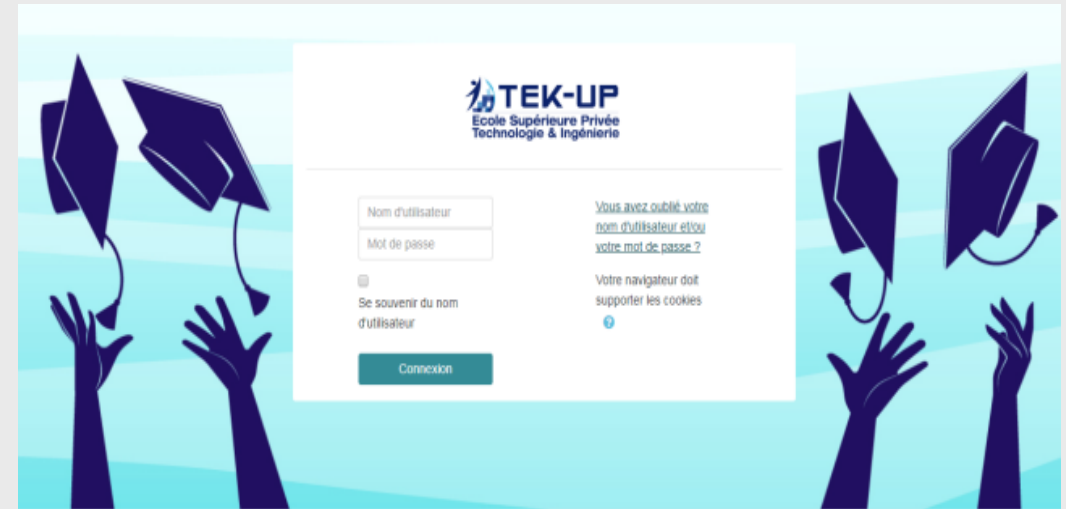 TEK-UP
Ecole Supérieure Privée
Technologie & Ingénierie
Nom d'utilisateur
Mot de passe
Se souvenir du nom
d'utilisateur
Connexion
Vous avez oublié votre
nom d'utilisateur et/ou
votre mot de passe ?
Votre navigateur doit
supporter les cookies
?